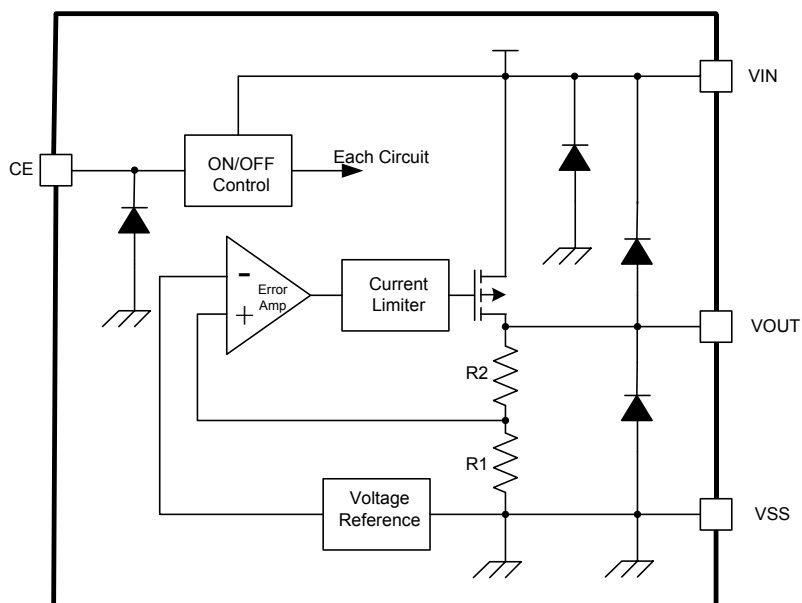 VIN
CE
ON/OFF
Control
Each Circuit
-
Error
Amp
+
Current
Limiter
VOUT
R2
R1
Voltage
Reference
VSS